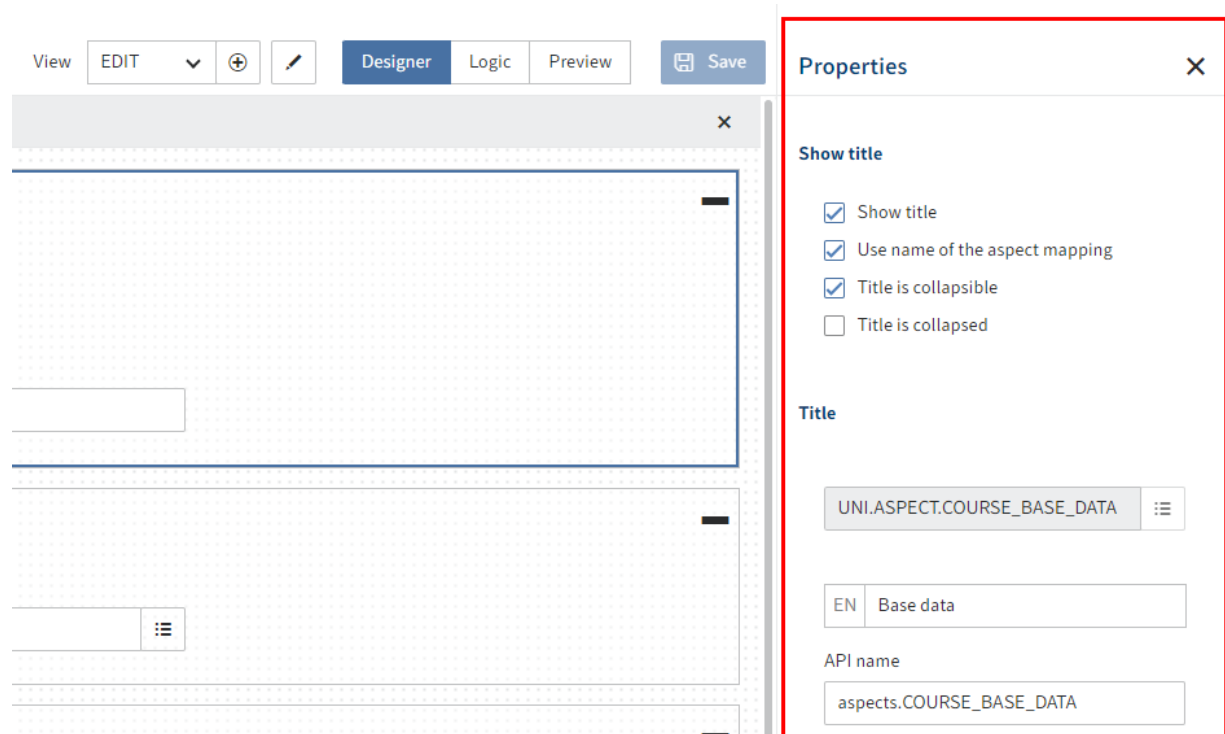 View EDIT Designer Logic Preview Save
Properties
Show title
Show title
Use name of the aspect mapping
Title is collapsible
Title is collapsed
Title
UNI.ASPECT.COURSE_BASE_DATA
EN Base data
API name
aspects.COURSE_BASE_DATA